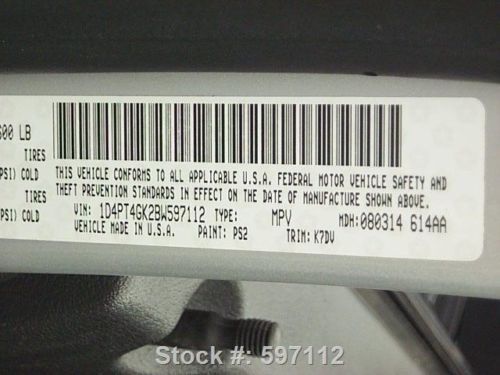 600 LB
TIRES
PSI) COLD
TIRES
PSI) COLD
THIS VEHICLE CONFORMS TO ALL APPLICABLE U.S.A. FEDERAL MOTOR VEHICLE SAFETY AND
THEFT PREVENTION STANDARDS IN EFFECT ON THE DATE OF MANUFACTURE SHOWN ABOVE.
VIN: 1D4PT4GK2BW597112 TYPE: MPV MDH:080314 614AA
VEHICLE MADE IN U.S.A. PAINT: PS2 TRIM: K7DV
Stock #: 597112